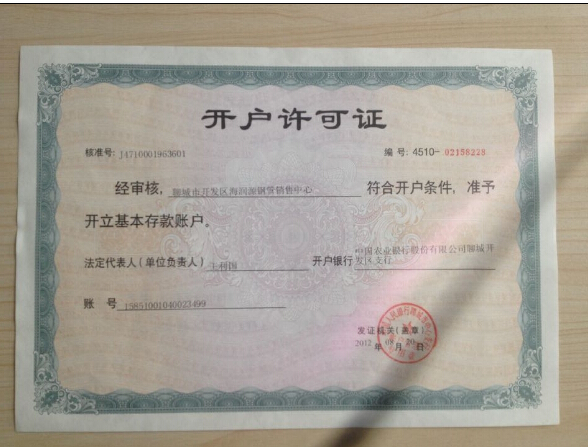 开户许可证
核准号: J4710001963601 编号: 4510-02158229
经审核, 聊城市开发区海润源钢管销售中心 符合开户条件, 准予
开立基本存款账户。
法定代表人(单位负责人) 王利国 开户银行 中国农业银行股份有限公司聊城开
发区支行
账 号 15851001040023499
发证机关(盖章)
2012 年 月 20 日